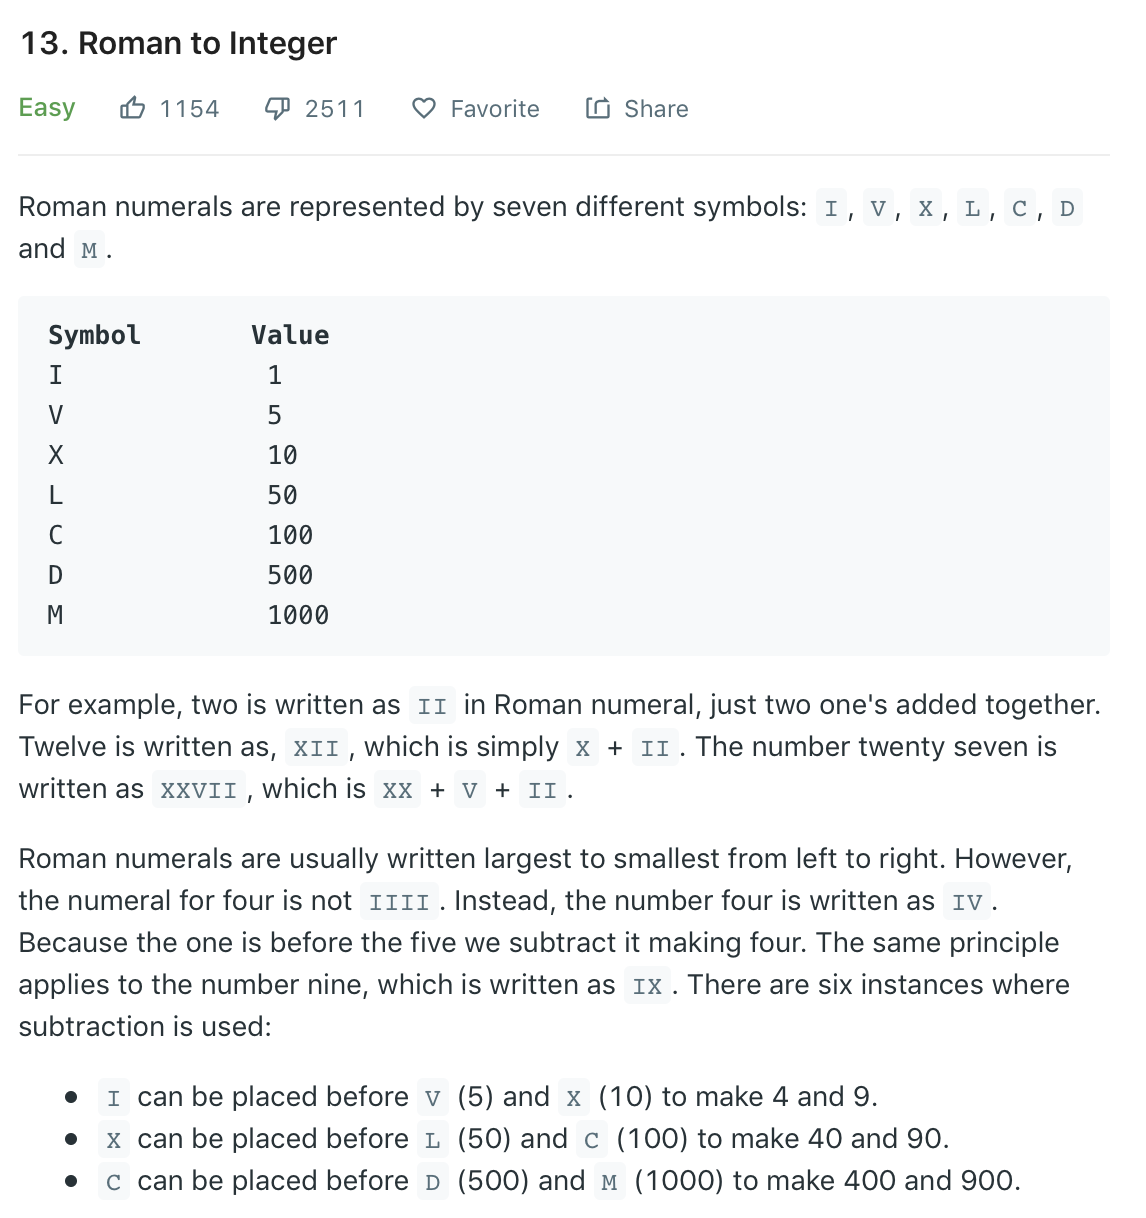 13. Roman to Integer
Easy 1154 2511 Favorite Share
Roman numerals are represented by seven different symbols: I, V, X, L, C, D
and M.
Symbol Value
I 1
V 5
X 10
L 50
C 100
D 500
M 1000
For example, two is written as II in Roman numeral, just two one's added together.
Twelve is written as, XII, which is simply X + II. The number twenty seven is
written as XXVII, which is XX + V + II.
Roman numerals are usually written largest to smallest from left to right. However,
the numeral for four is not IIII. Instead, the number four is written as IV.
Because the one is before the five we subtract it making four. The same principle
applies to the number nine, which is written as IX. There are six instances where
subtraction is used:
• I can be placed before V (5) and X (10) to make 4 and 9.
• X can be placed before L (50) and C (100) to make 40 and 90.
• C can be placed before D (500) and M (1000) to make 400 and 900.